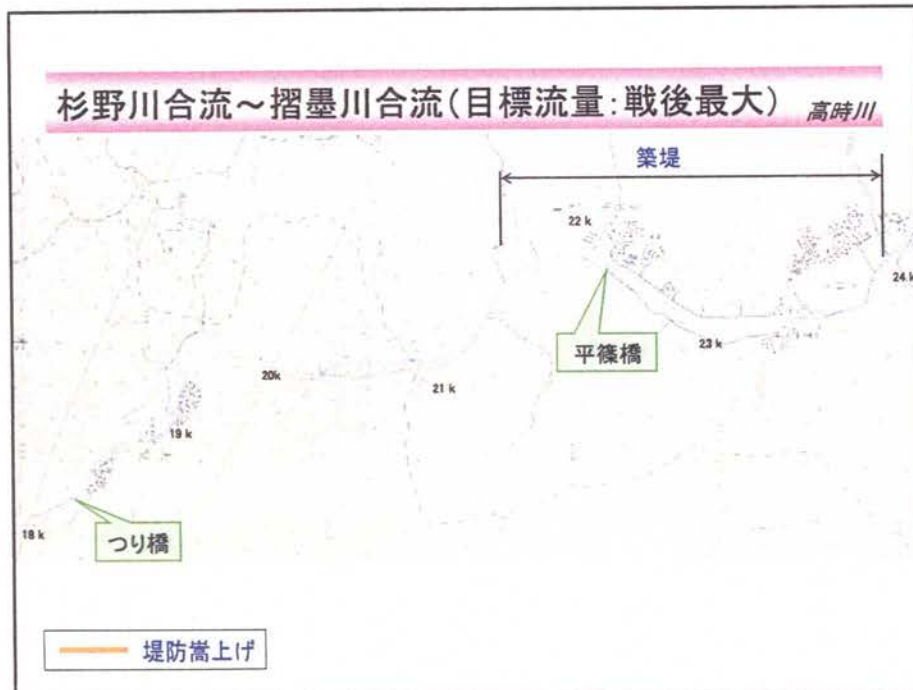 杉野川合流～摺墨川合流(目標流量:戦後最大) 高時川
築堤
22 k
24 k
平篠橋
23 k
20k
21 k
19 k
18 k
つり橋
堤防嵩上げ